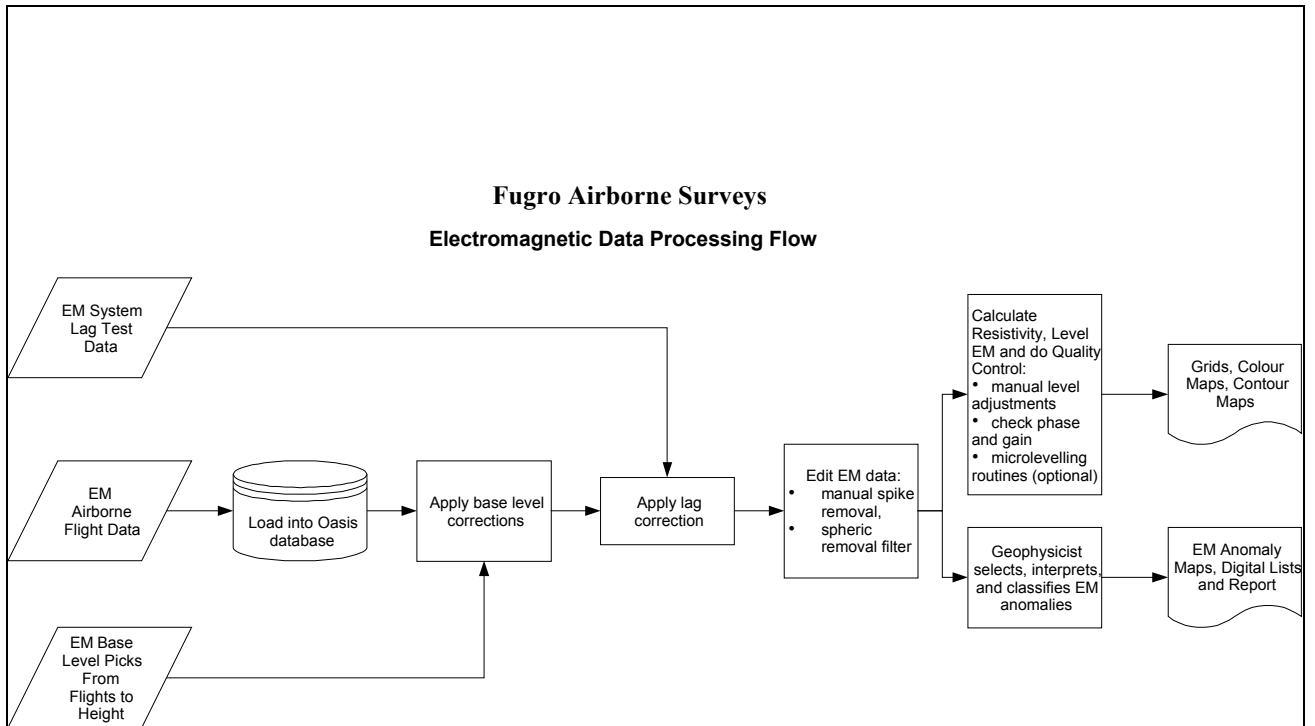 Fugro Airborne Surveys
Electromagnetic Data Processing Flow
EM System
Lag Test
Data
EM
Airborne
Flight Data
EM Base
Level Picks
From
Flights to
Height
Load into Oasis
database
Apply base level
corrections
Apply lag
correction
Edit EM data:
• manual spike
removal,
• spheric
removal filter
Calculate
Resistivity, Level
EM and do Quality
Control:
• manual level
adjustments
• check phase
and gain
• microlevelling
routines (optional)
Grids, Colour
Maps, Contour
Maps
Geophysicist
selects, interprets,
and classifies EM
anomalies
EM Anomaly
Maps, Digital Lists
and Report